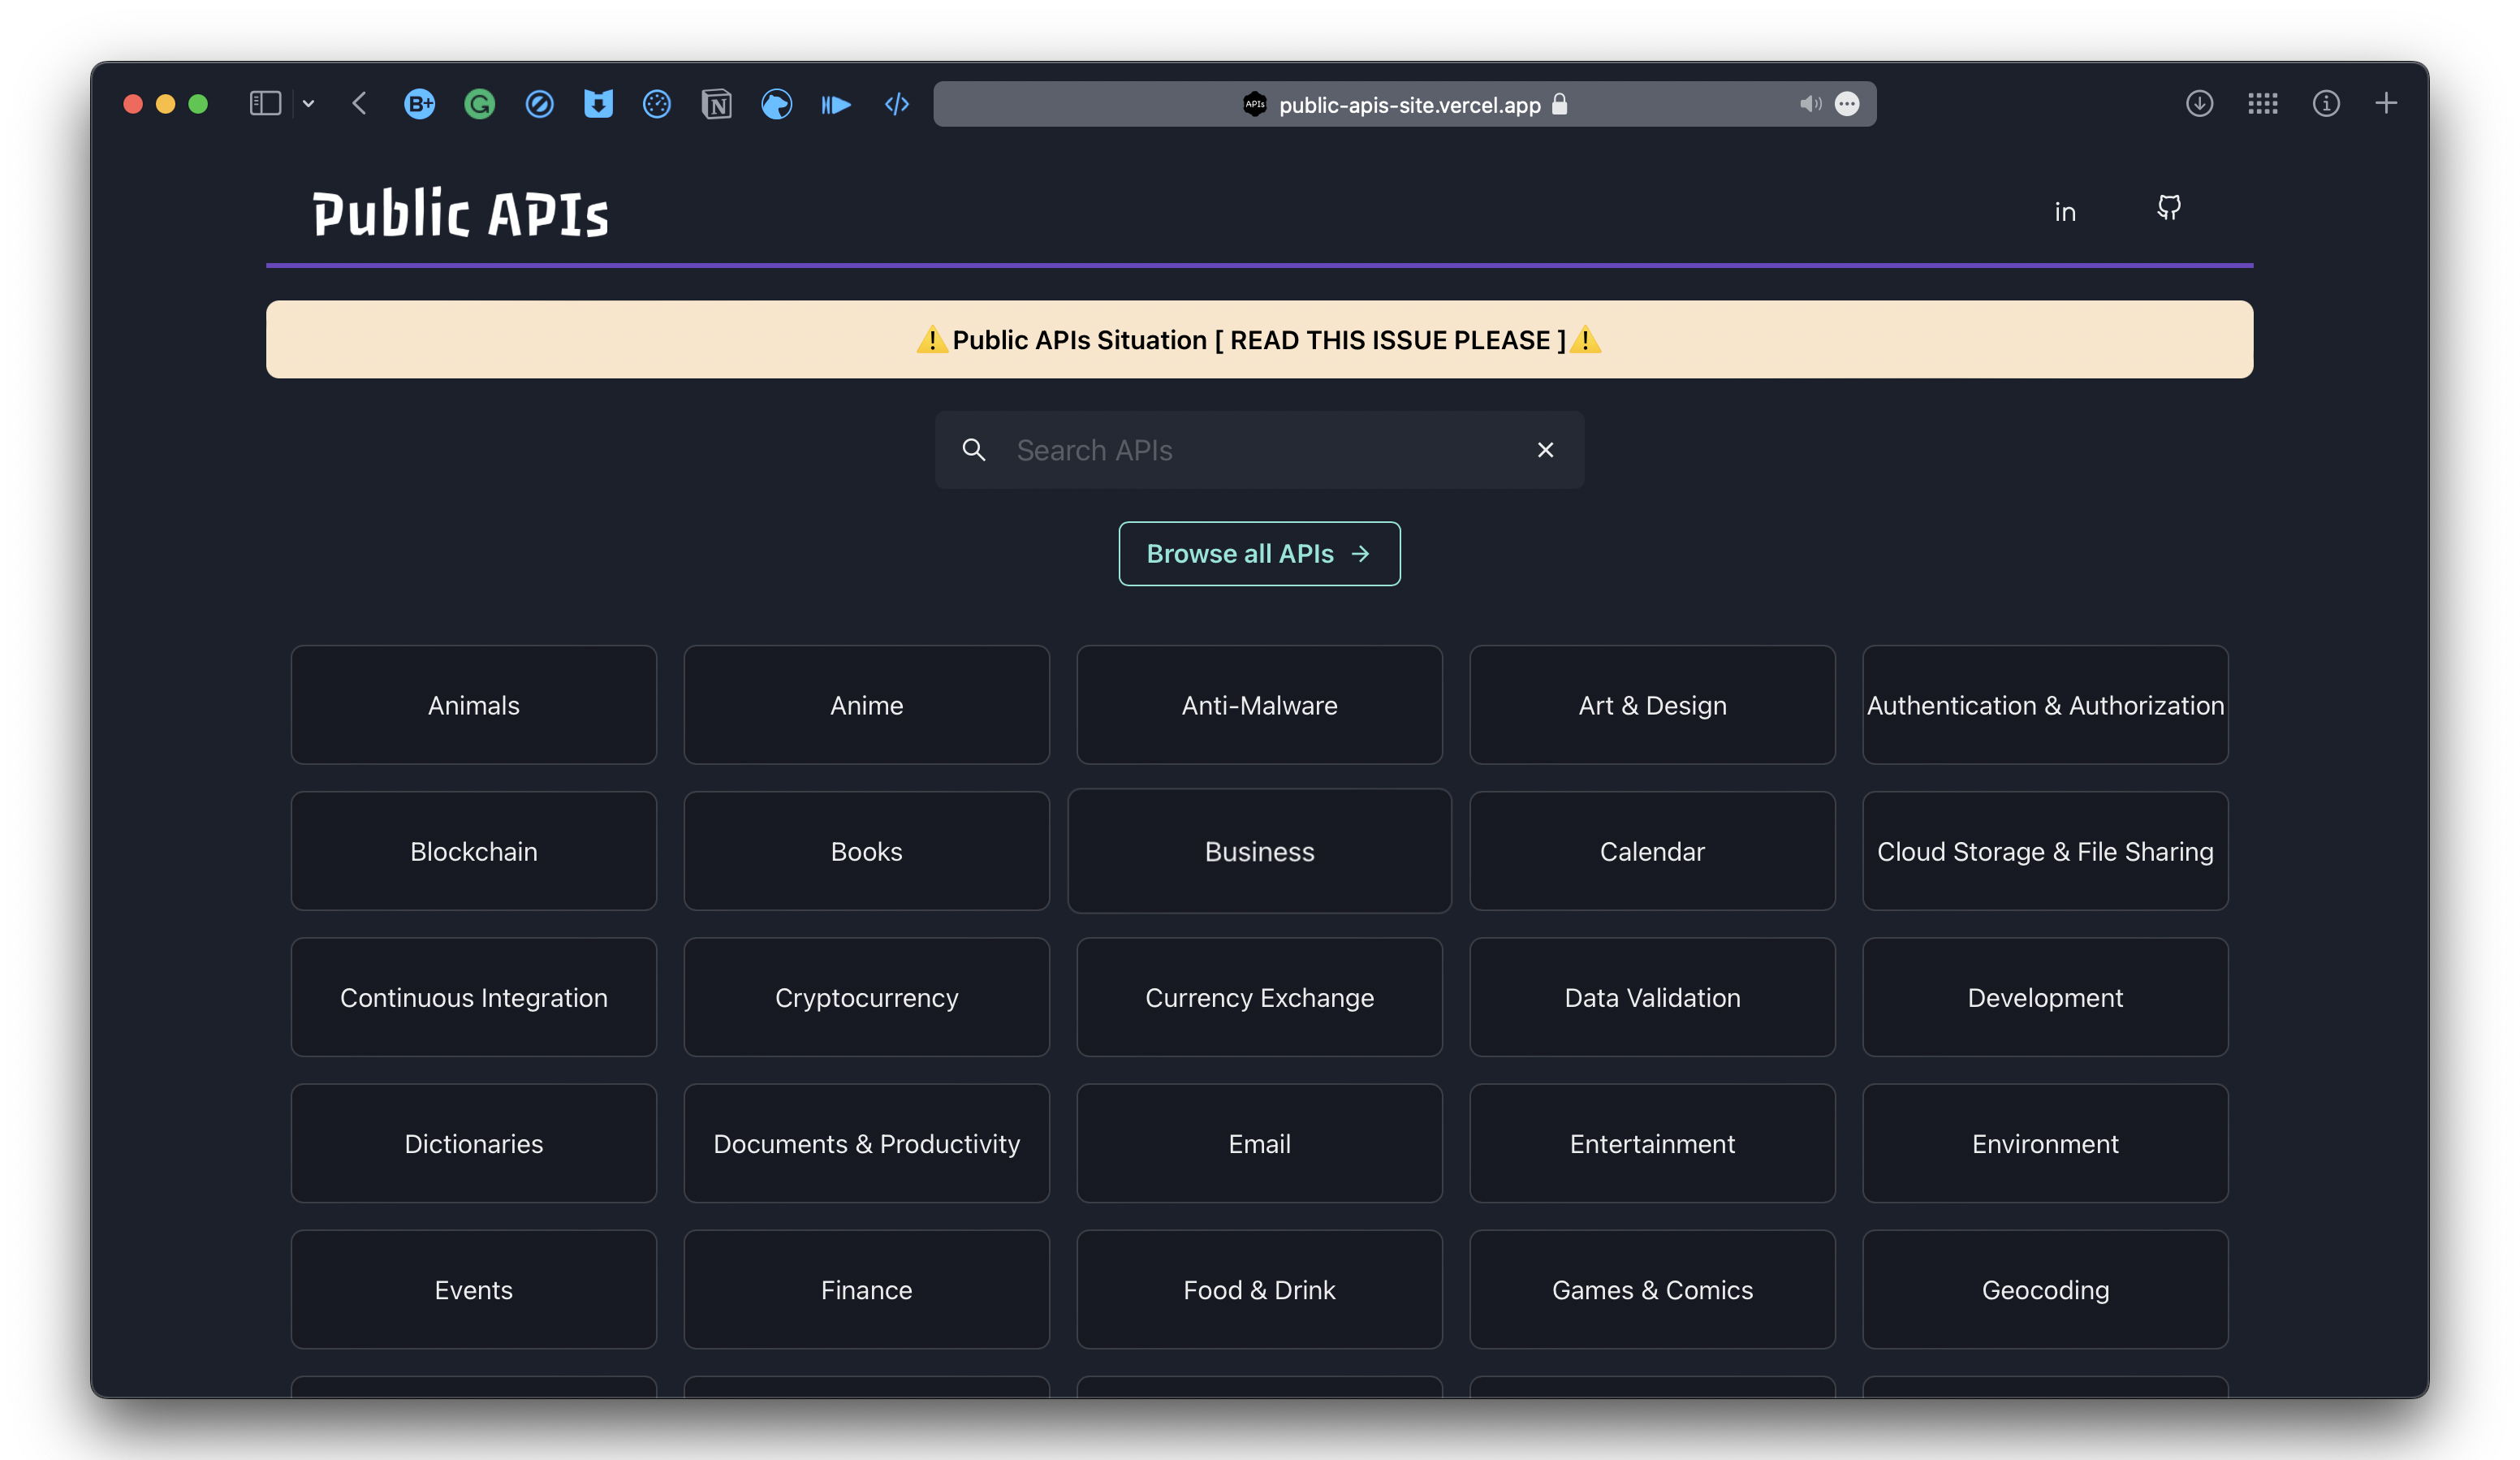 B+
public-apis-site.vercel.app
Public APIs
in
⚠️Public APIs Situation [ READ THIS ISSUE PLEASE ]⚠️
Search APIs
Browse all APIs →
Animals
Anime
Anti-Malware
Art & Design
Authentication & Authorization
Blockchain
Books
Business
Calendar
Cloud Storage & File Sharing
Continuous Integration
Cryptocurrency
Currency Exchange
Data Validation
Development
Dictionaries
Documents & Productivity
Email
Entertainment
Environment
Events
Finance
Food & Drink
Games & Comics
Geocoding